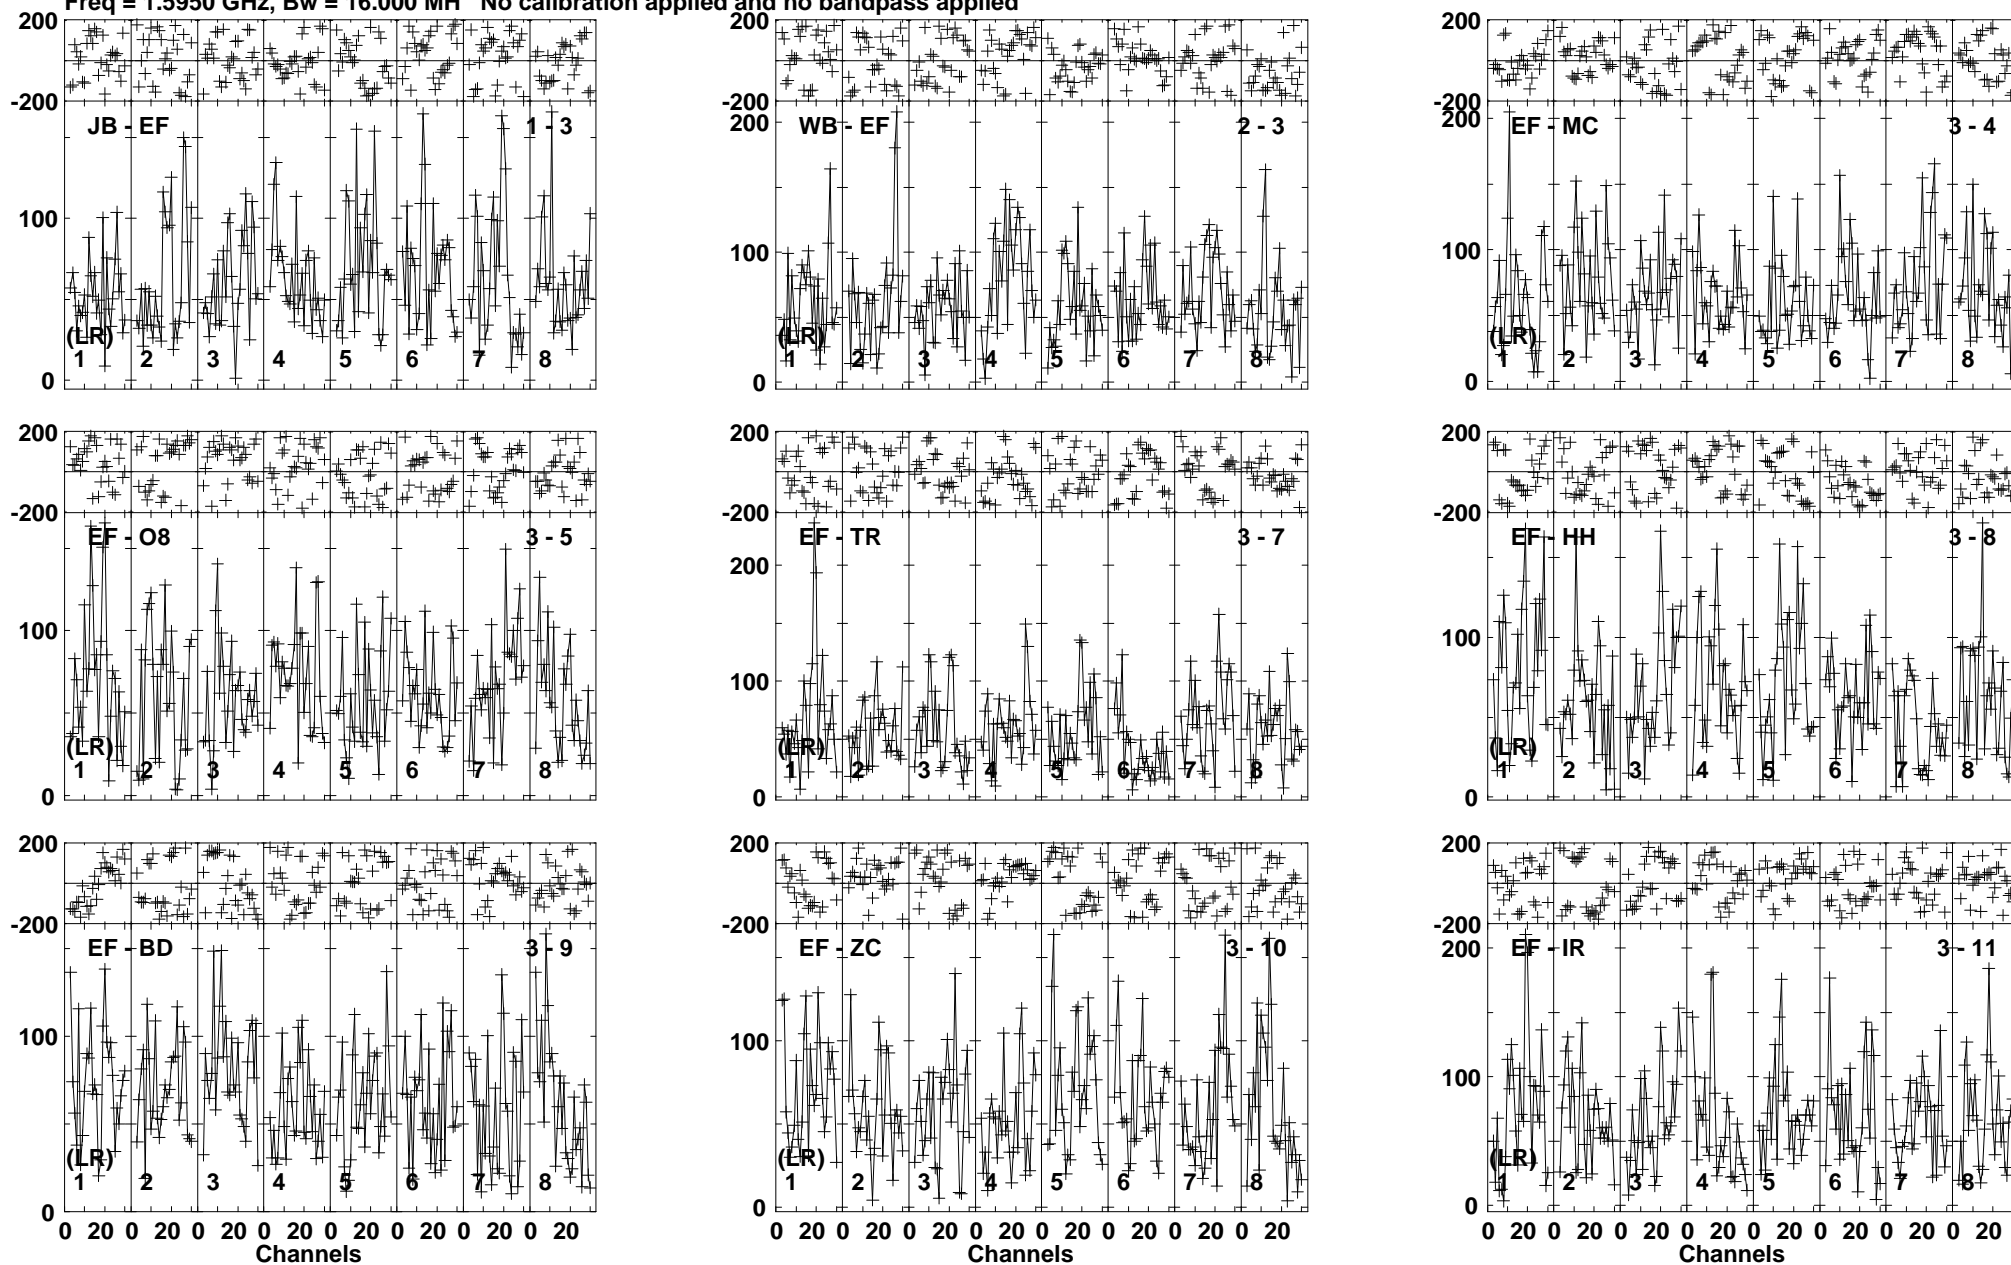 Freq = 1.5950 GHz, Bw = 16.000 MH No calibration applied and no bandpass applied
200 200 200
-200 -200 -200
JB - EF 1 - 3 WB - EF 2 - 3 EF - MC 3 - 4
200 200
100 100 100
(LR) (LR) (LR)
1 2 3 4 5 6 7 8 1 2 3 4 5 6 7 8 1 2 3 4 5 6 7 8
0 0 0
200 200 200
-200 -200 -200
EF - O8 3 - 5 EF - TR 3 - 7 EF - HH 3 - 8
200
100 100 100
(LR) (LR) (LR)
1 2 3 4 5 6 7 8 1 2 3 4 5 6 7 8 1 2 3 4 5 6 7 8
0 0 0
200 200 200
-200 -200 -200
EF - BD 3 - 9 EF - ZC 3 - 10 EF - IR 3 - 11
200
100 100 100
(LR) (LR) (LR)
1 2 3 4 5 6 7 8 1 2 3 4 5 6 7 8 1 2 3 4 5 6 7 8
0 0 0
0 20 0 20 0 20 0 20 0 20 0 20 0 20 0 20 0 20 0 20 0 20 0 20 0 20 0 20 0 20 0 20 0 20 0 20 0 20 0 20 0 20 0 20 0 20 0 20
Channels Channels Channels